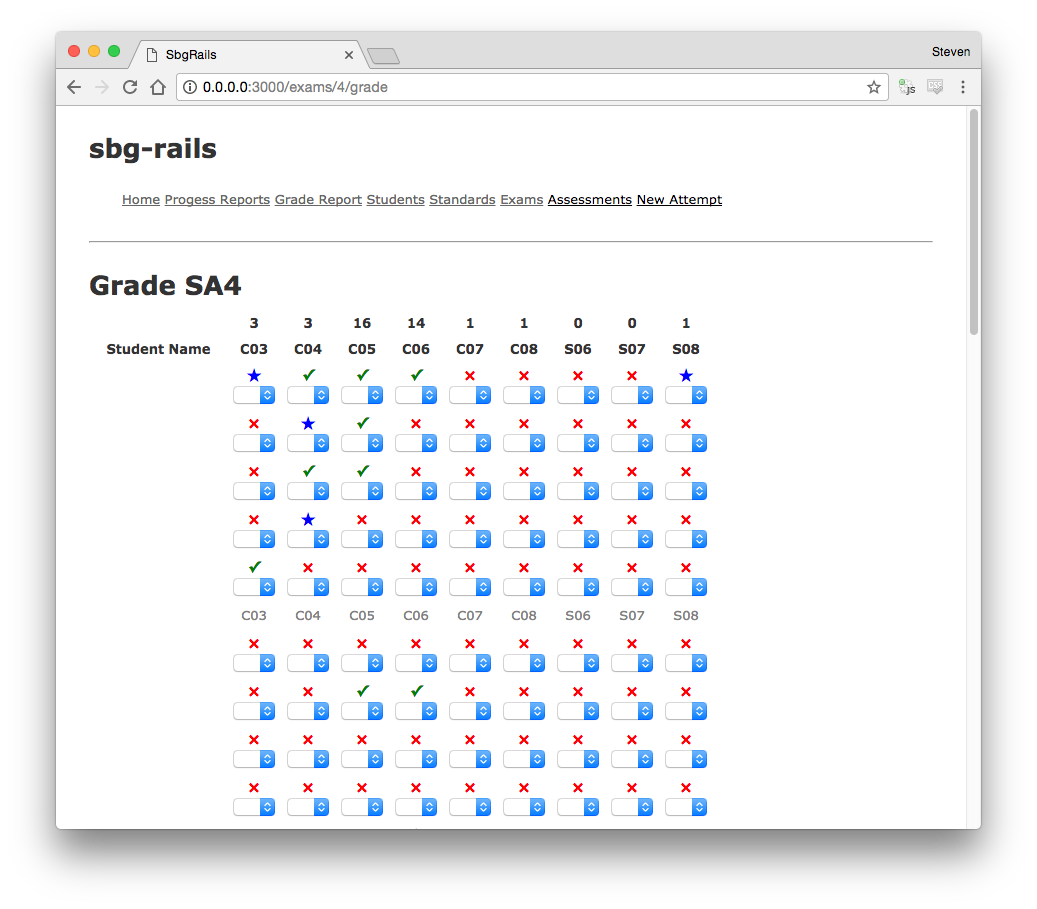 SbgRails
Steven
0.0.0.0:3000/exams/4/grade
JS
CSS
sbg-rails
Home Progess Reports Grade Report Students Standards Exams Assessments New Attempt
Grade SA4
3 3 16 14 1 1 0 0 1
Student Name C03 C04 C05 C06 C07 C08 S06 S07 S08
C03 C04 C05 C06 C07 C08 S06 S07 S08